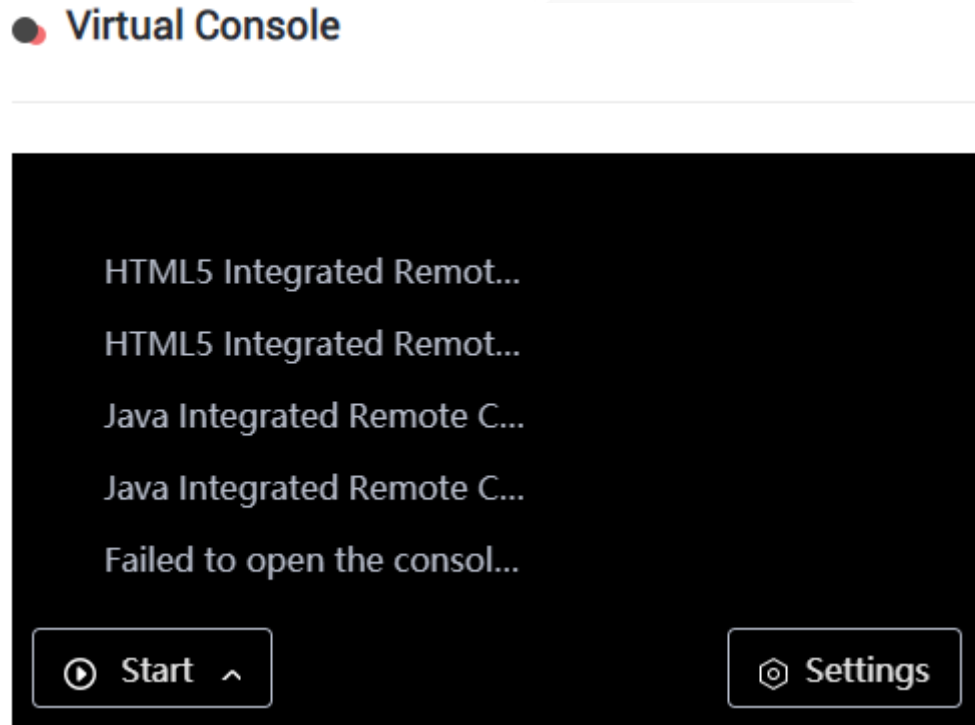 Virtual Console
HTML5 Integrated Remot...
HTML5 Integrated Remot...
Java Integrated Remote C...
Java Integrated Remote C...
Failed to open the consol...
Start
Settings